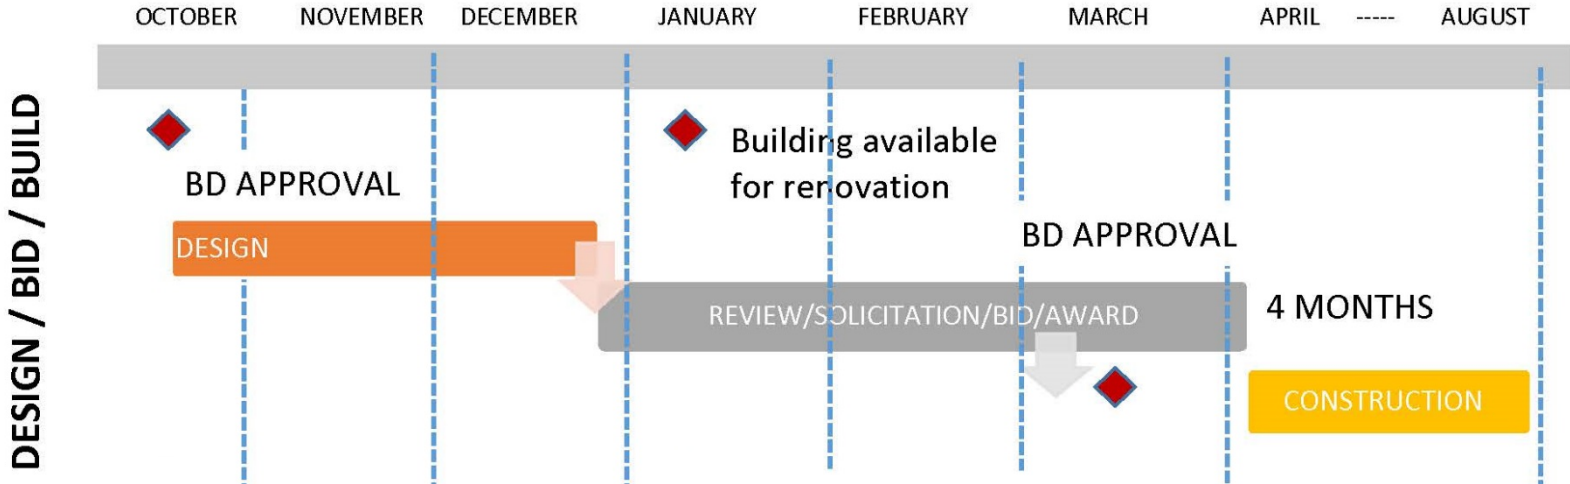 OCTOBER NOVEMBER DECEMBER JANUARY FEBRUARY MARCH APRIL ----- AUGUST
DESIGN / BID / BUILD
Building available
for renovation
BD APPROVAL
BD APPROVAL
DESIGN
REVIEW/SOLICITATION/BID/AWARD
4 MONTHS
CONSTRUCTION